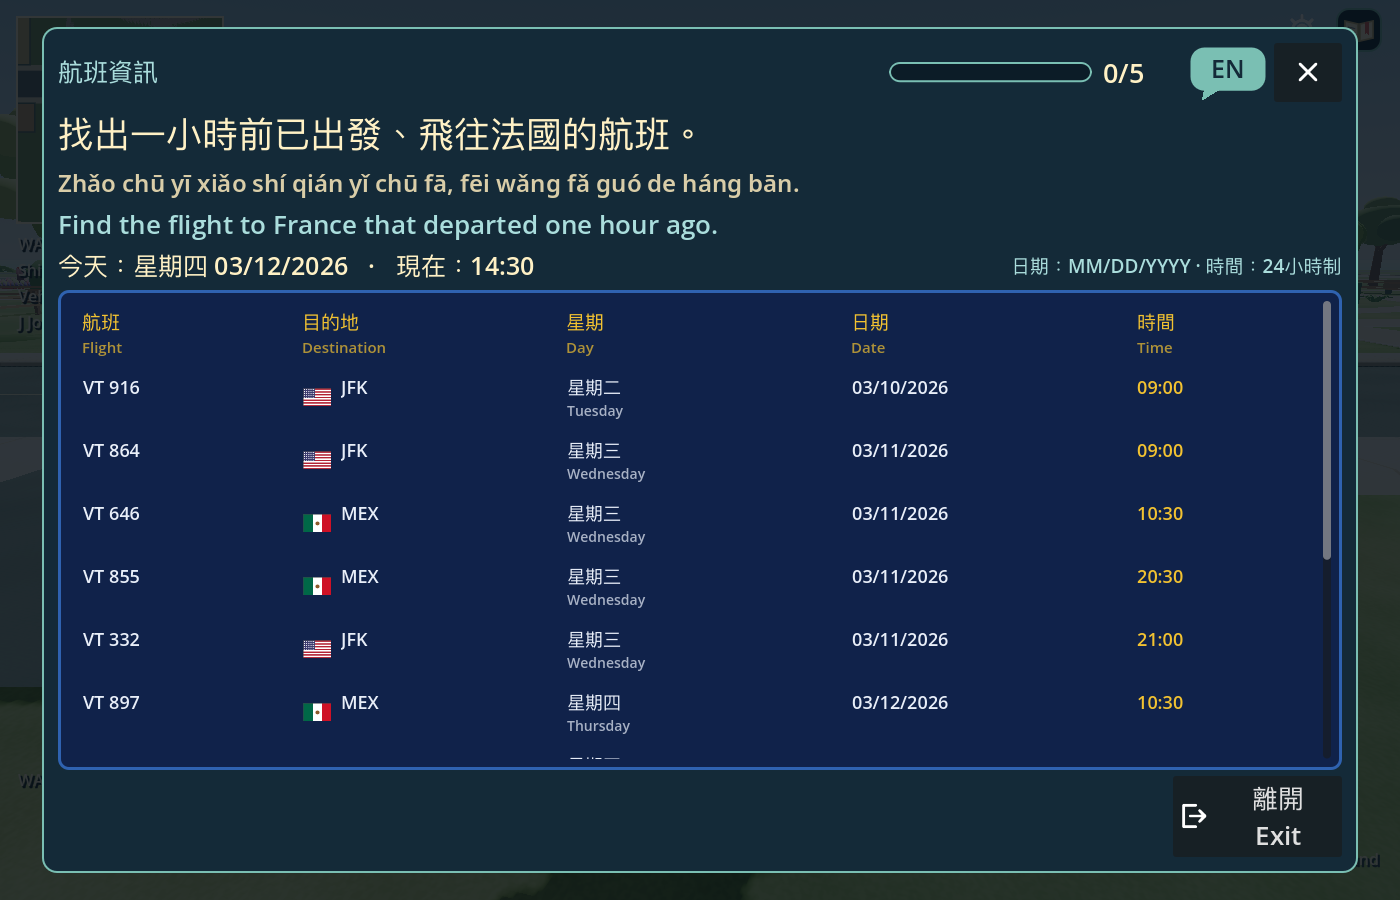 航班資訊
0/5
EN
找出一小時前已出發、飛往法國的航班。
Zhǎo chū yī xiǎo shí qián yǐ chū fā, fēi wǎng fǎ guó de háng bān.
Find the flight to France that departed one hour ago.
今天：星期四 03/12/2026 · 現在：14:30
日期：MM/DD/YYYY · 時間：24小時制
航班 目的地 星期 日期 時間
Flight Destination Day Date Time
VT 916 JFK 星期二 03/10/2026 09:00
Tuesday
VT 864 JFK 星期三 03/11/2026 09:00
Wednesday
VT 646 MEX 星期三 03/11/2026 10:30
Wednesday
VT 855 MEX 星期三 03/11/2026 20:30
Wednesday
VT 332 JFK 星期三 03/11/2026 21:00
Wednesday
VT 897 MEX 星期四 03/12/2026 10:30
Thursday
離開
Exit